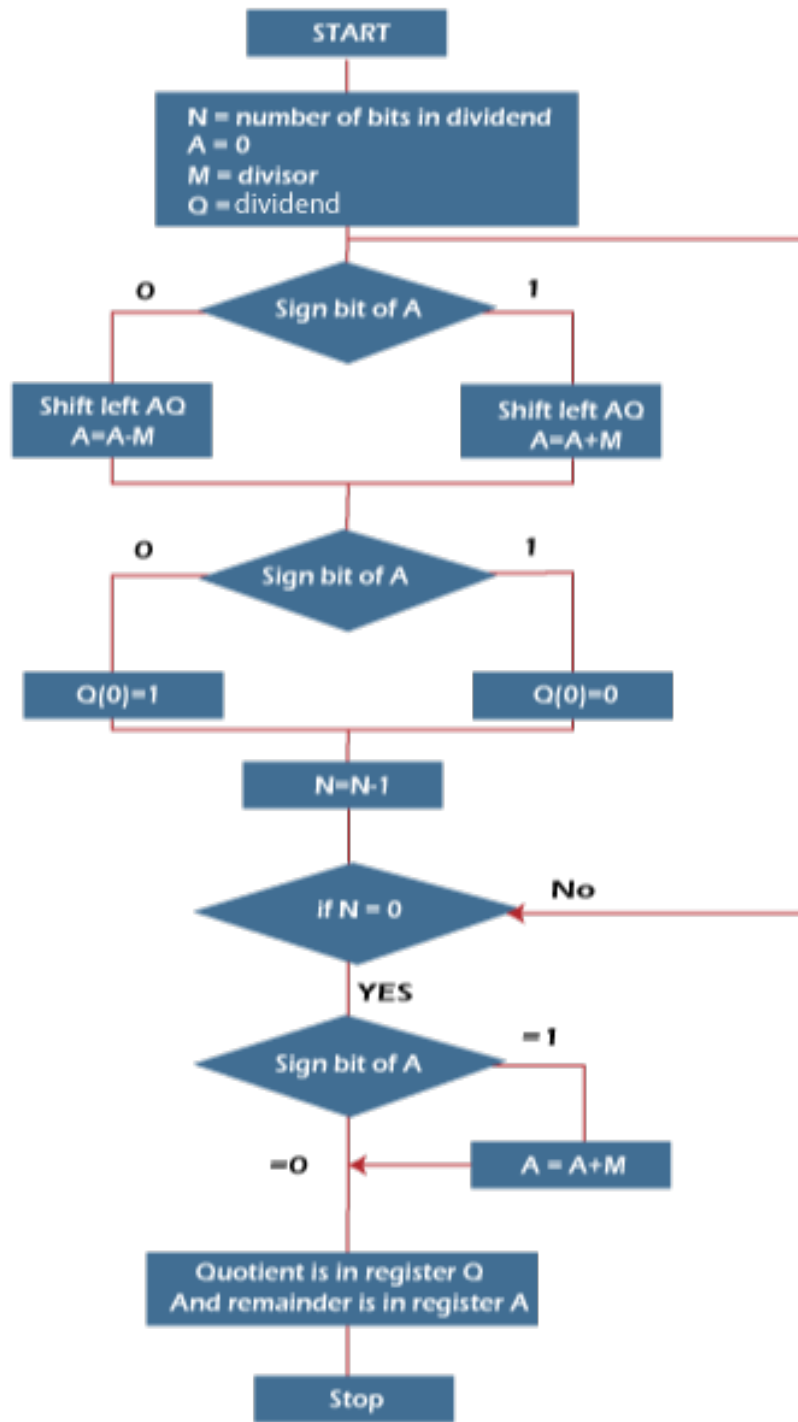 START
N = number of bits in dividend
A = 0
M = divisor
Q = dividend
0
1
Sign bit of A
Shift left AQ
A=A-M
Shift left AQ
A=A+M
0
1
Sign bit of A
Q(0)=1
Q(0)=0
N=N-1
if N = 0
No
YES
Sign bit of A
=1
=0
A = A+M
Quotient is in register Q
And remainder is in register A
Stop